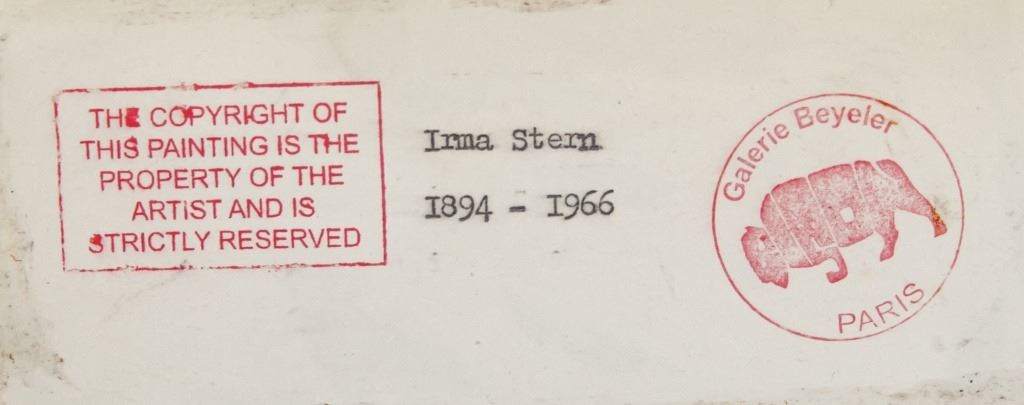 THE COPYRIGHT OF
THIS PAINTING IS THE
PROPERTY OF THE
ARTIST AND IS
STRICTLY RESERVED
Irma Stern
1894 - 1966
Galerie Beyeler
PARIS